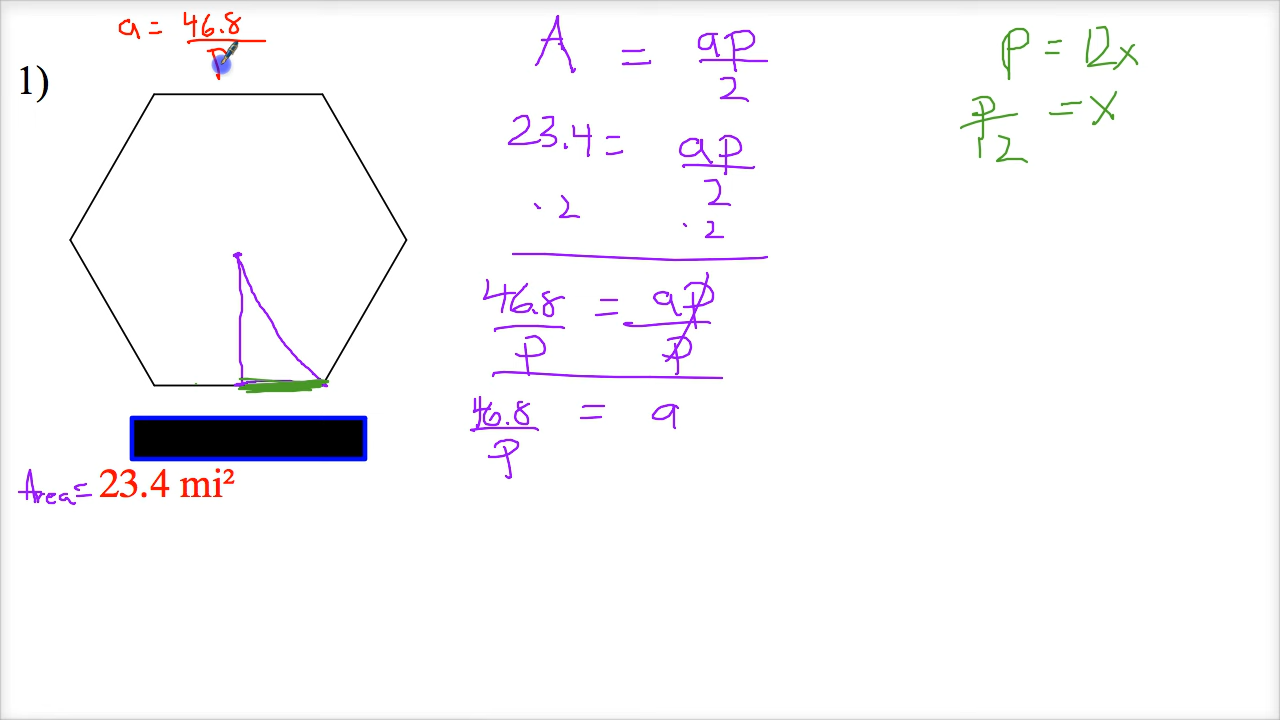 a = 46.8
P
1)
Area = 23.4 mi²
A = ap
2
23.4 = ap
2
· 2 · 2
46.8 = ap
P P
46.8 = a
P
P = 12x
P = x
12